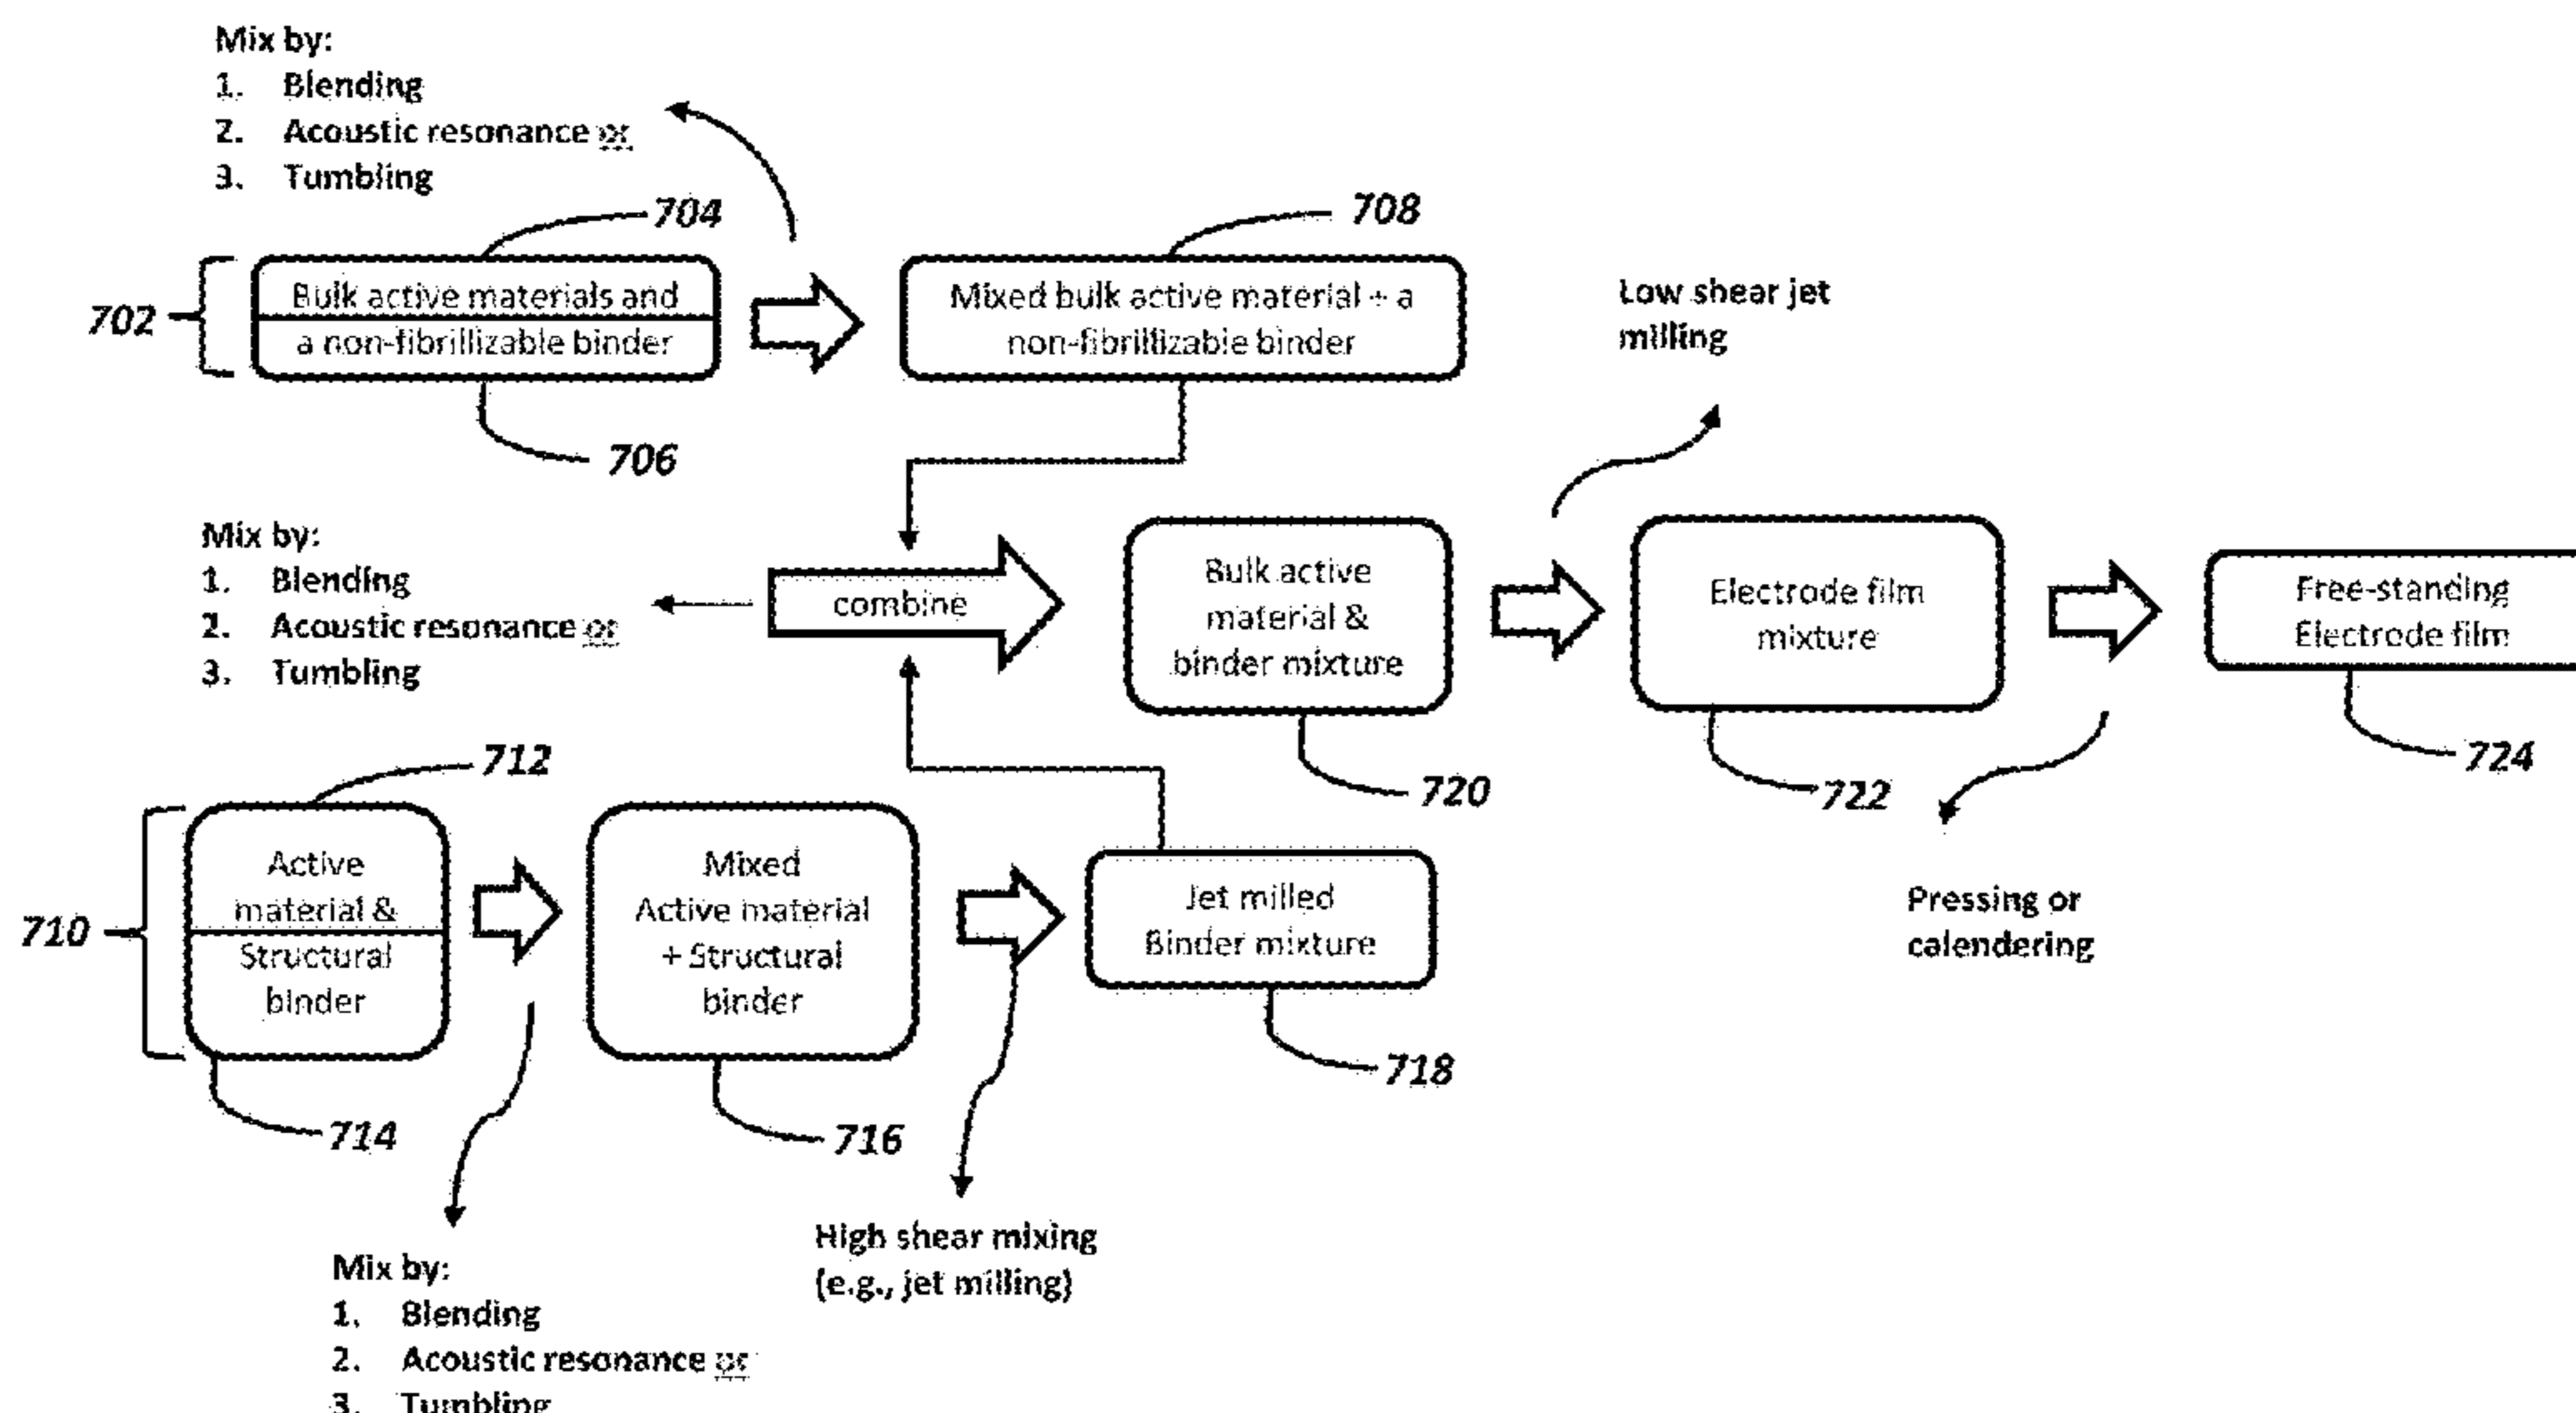 Mix by:
1. Blending
2. Acoustic resonance or
3. Tumbling
704
708
702
Bulk active materials and
a non-fibrillizable binder
Mixed bulk active material + a
non-fibrillizable binder
Low shear jet
milling
706
Mix by:
1. Blending
2. Acoustic resonance or
3. Tumbling
combine
Bulk active
material &
binder mixture
Electrode film
mixture
Free-standing
Electrode film
712
720
722
724
710
Active
material &
Structural
binder
Mixed
Active material
+ Structural
binder
Jet milled
Binder mixture
Pressing or
calendering
714
716
718
High shear mixing
(e.g., jet milling)
Mix by:
1. Blending
2. Acoustic resonance or
3. Tumbling